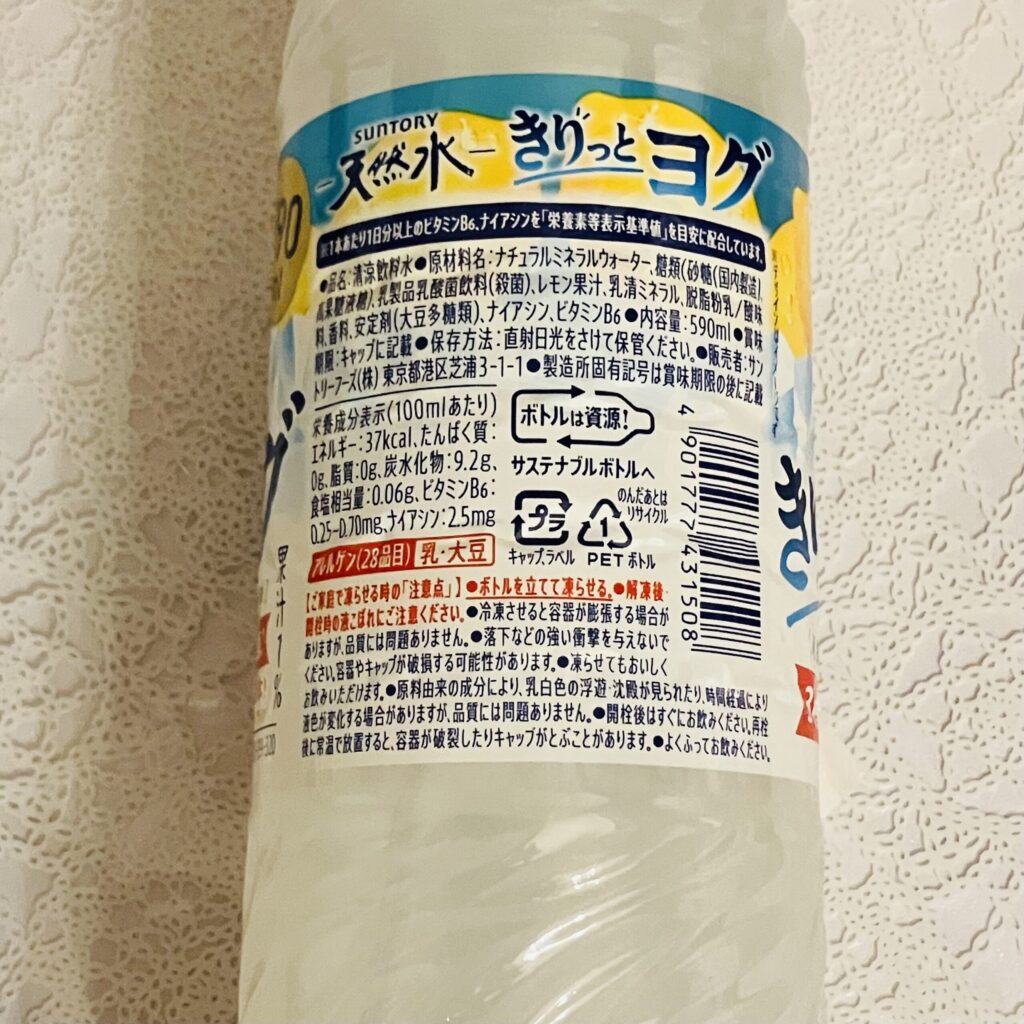 SUNTORY
天然水
きりっとヨグ
1本あたり1日分以上のビタミンB6、ナイアシンを「栄養素等表示基準値」を目安に配合しています。
●品名:清涼飲料水●原材料名:ナチュラルミネラルウォーター、糖類(砂糖(国内製造)、
高果糖液糖)、乳製品乳酸菌飲料(殺菌)、レモン果汁、乳清ミネラル、脱脂粉乳/酸味
料、香料、安定剤(大豆多糖類)、ナイアシン、ビタミンB6●内容量:590ml●賞味
期限:キャップに記載●保存方法:直射日光をさけて保管ください。●販売者:サン
トリーフーズ(株) 東京都港区芝浦3-1-1●製造所固有記号は賞味期限の後に記載
栄養成分表示(100mlあたり)
エネルギー:37kcal、たんぱく質:
0g、脂質:0g、炭水化物:9.2g、
食塩相当量:0.06g、ビタミンB6:
0.25-0.70mg、ナイアシン:2.5mg
アレルゲン(28品目) 乳・大豆
ボトルは資源!
サステナブルボトルへ
プラ
キャップ、ラベル
のんだあとは
リサイクル
1
PETボトル
4 901777 431508
【ご家庭で凍らせる時の「注意点」】●ボトルを立てて凍らせる。●解凍後・
開栓時の液こぼれにご注意ください。●冷凍させると容器が膨張する場合が
ありますが、品質には問題ありません。●落下などの強い衝撃を与えないで
ください。容器やキャップが破損する可能性があります。●凍らせてもおいしく
お飲みいただけます。●原料由来の成分により、乳白色の浮遊・沈殿が見られたり、時間経過により
液色が変化する場合がありますが、品質には問題ありません。●開栓後はすぐにお飲みください。再栓
後に常温で放置すると、容器が破裂したりキャップがとぶことがあります。●よくふってお飲みください。
グ
果汁1%
き